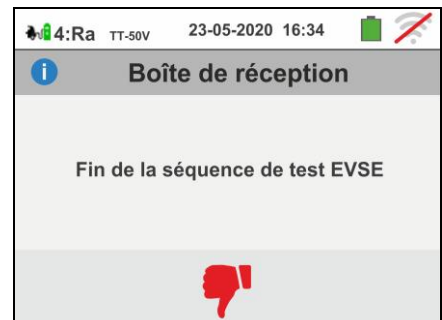 4:Ra TT-50V 23-05-2020 16:34
i Boîte de réception
Fin de la séquence de test EVSE